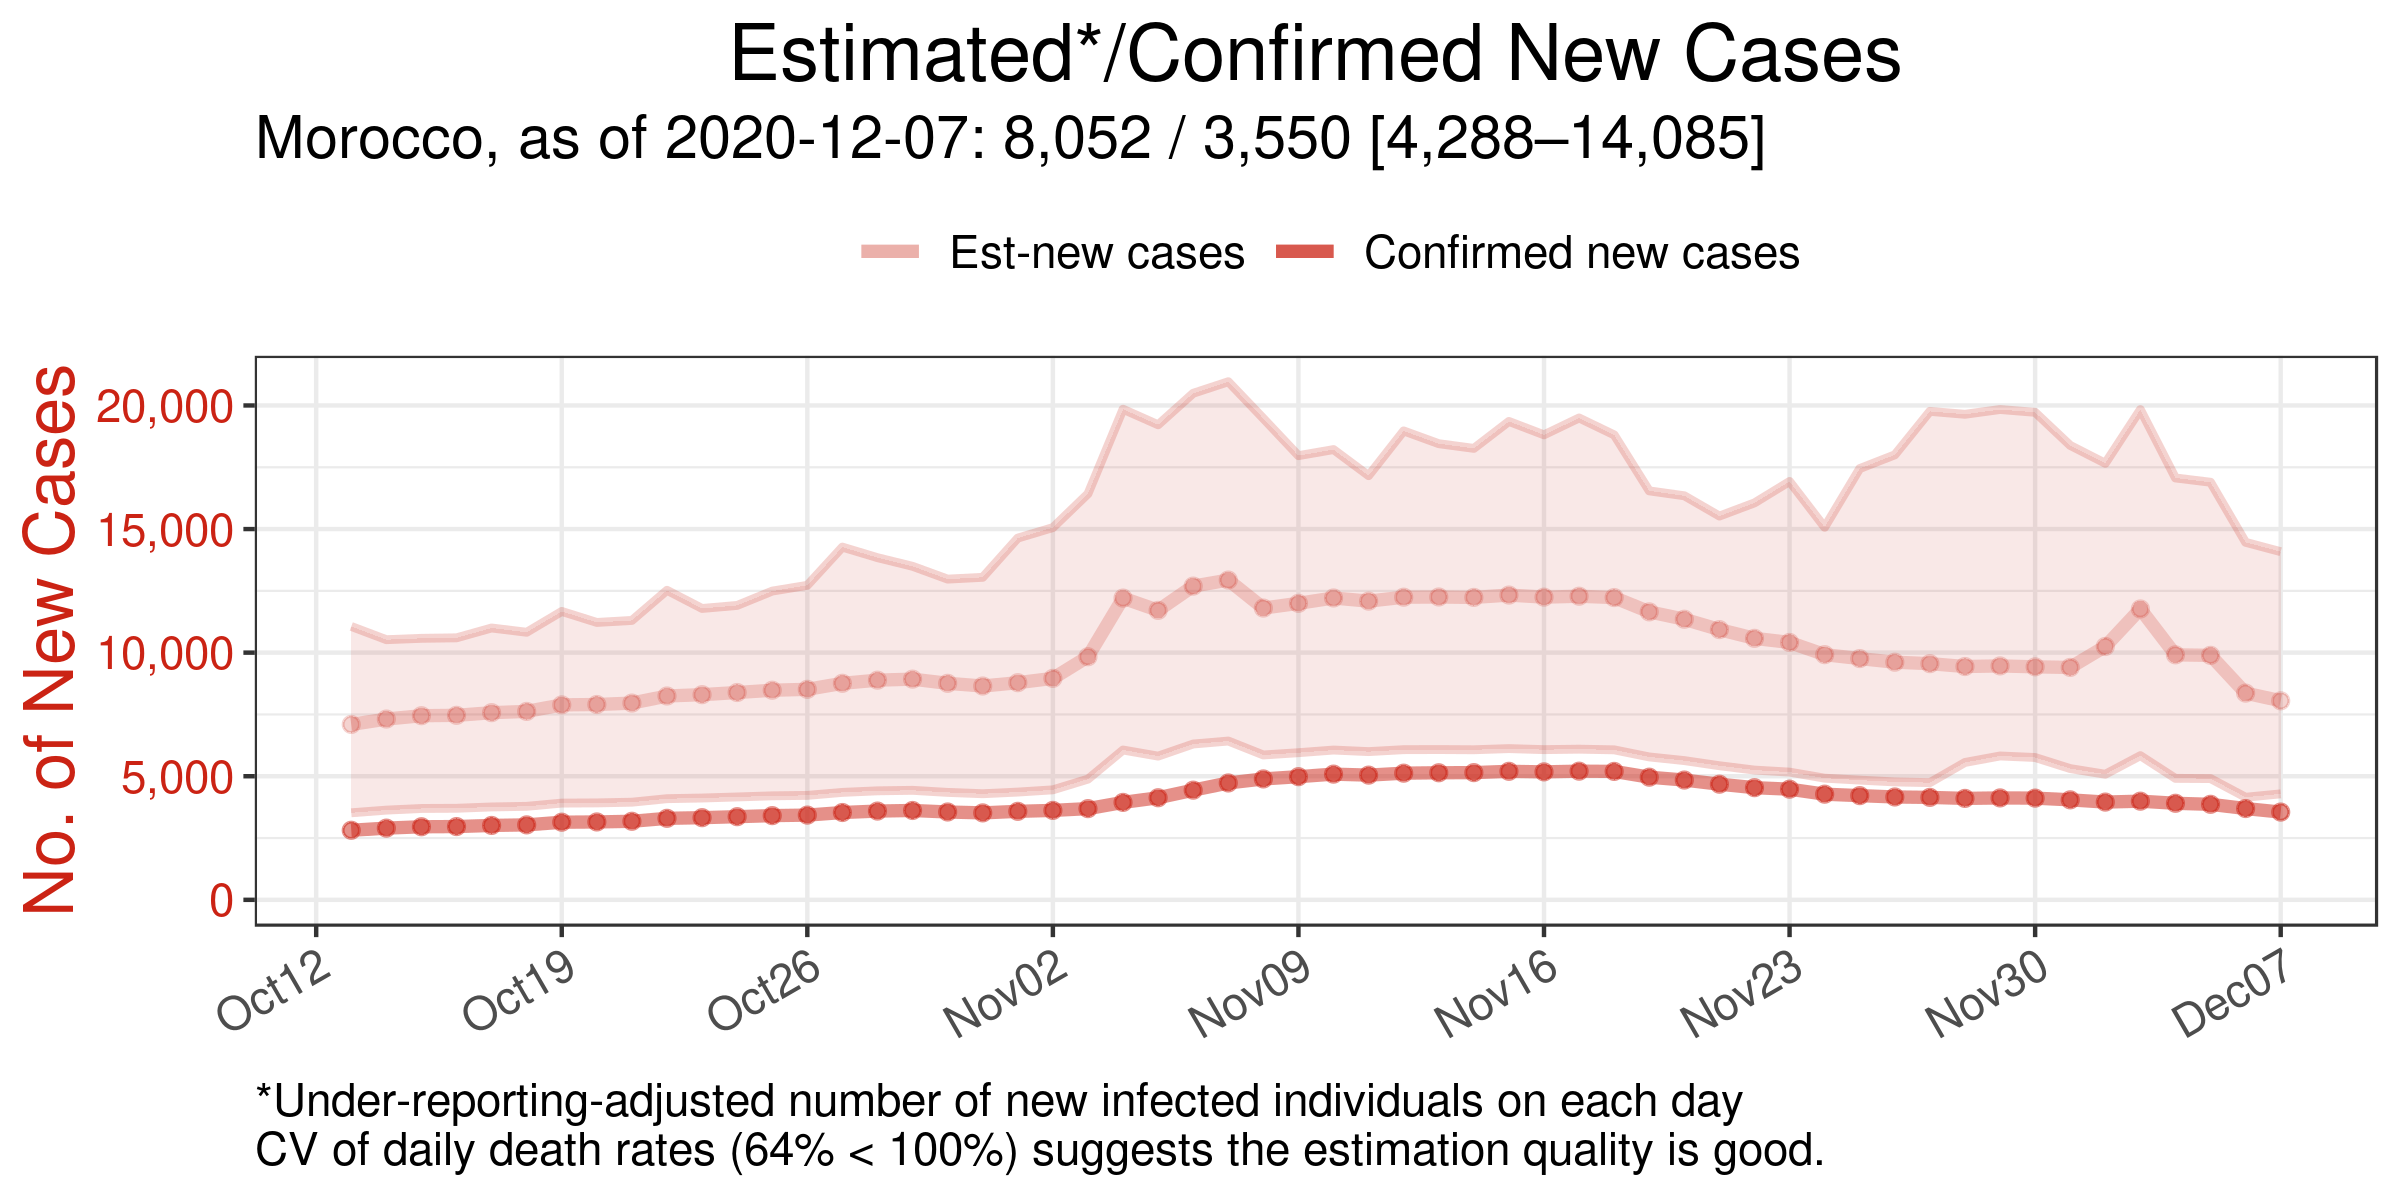 Estimated*/Confirmed New Cases
Morocco, as of 2020-12-07: 8,052 / 3,550 [4,288–14,085]
Est-new cases
Confirmed new cases
No. of New Cases
20,000
15,000
10,000
5,000
0
Oct12
Oct19
Oct26
Nov02
Nov09
Nov16
Nov23
Nov30
Dec07
*Under-reporting-adjusted number of new infected individuals on each day
CV of daily death rates (64% < 100%) suggests the estimation quality is good.